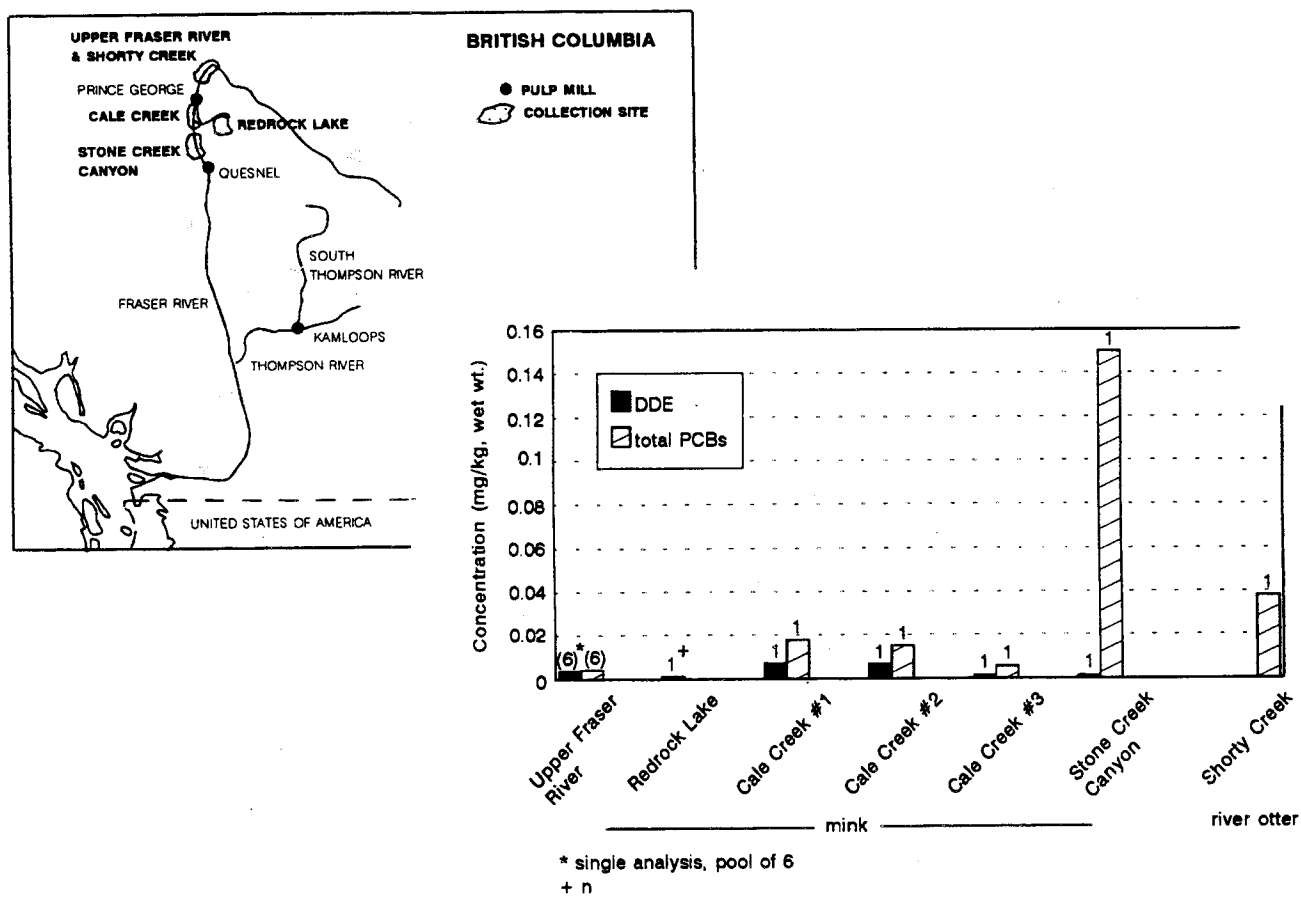 UPPER FRASER RIVER
& SHORTY CREEK
PRINCE GEORGE
CALE CREEK
REDROCK LAKE
STONE CREEK
CANYON
QUESNEL
SOUTH
THOMPSON RIVER
FRASER RIVER
KAMLOOPS
THOMPSON RIVER
UNITED STATES OF AMERICA
BRITISH COLUMBIA
PULP MILL
COLLECTION SITE
Concentration (mg/kg, wet wt.)
0.16
0.14
0.12
0.1
0.08
0.06
0.04
0.02
0
DDE
total PCBs
(6)* (6)
1+
1 1
1 1
1 1
1 1
1
Upper Fraser
River
Redrock Lake
Cale Creek #1
Cale Creek #2
Cale Creek #3
Stone Creek
Canyon
Shorty Creek
mink
river otter
* single analysis, pool of 6
+ n